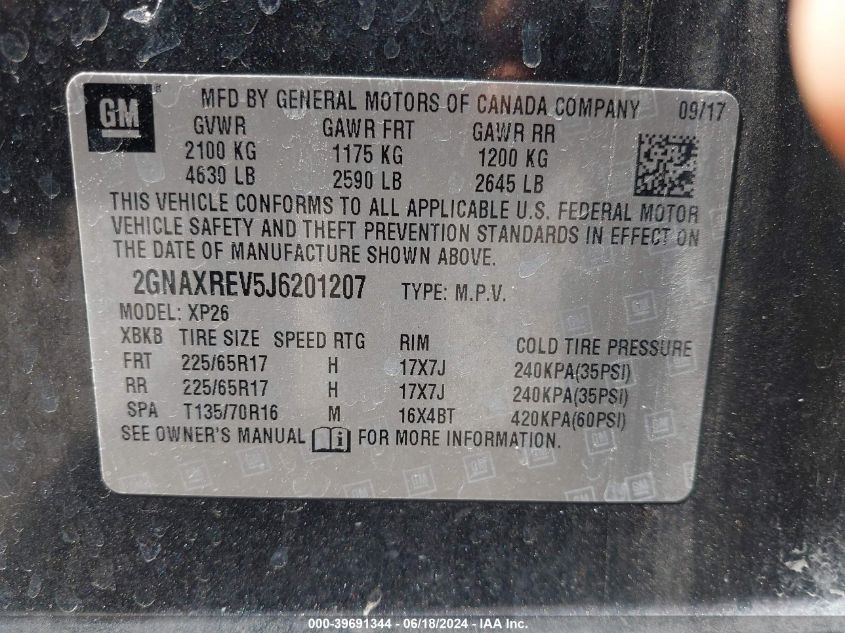 GM
MFD BY GENERAL MOTORS OF CANADA COMPANY 09/17
GVWR GAWR FRT GAWR RR
2100 KG 1175 KG 1200 KG
4630 LB 2590 LB 2645 LB
THIS VEHICLE CONFORMS TO ALL APPLICABLE U.S. FEDERAL MOTOR
VEHICLE SAFETY AND THEFT PREVENTION STANDARDS IN EFFECT ON
THE DATE OF MANUFACTURE SHOWN ABOVE.
2GNAXREV5J6201207 TYPE: M.P.V.
MODEL: XP26
XBKB TIRE SIZE SPEED RTG RIM COLD TIRE PRESSURE
FRT 225/65R17 H 17X7J 240KPA(35PSI)
RR 225/65R17 H 17X7J 240KPA(35PSI)
SPA T135/70R16 M 16X4BT 420KPA(60PSI)
SEE OWNER'S MANUAL FOR MORE INFORMATION.
000-39691344 - 06/18/2024 - IAA Inc.